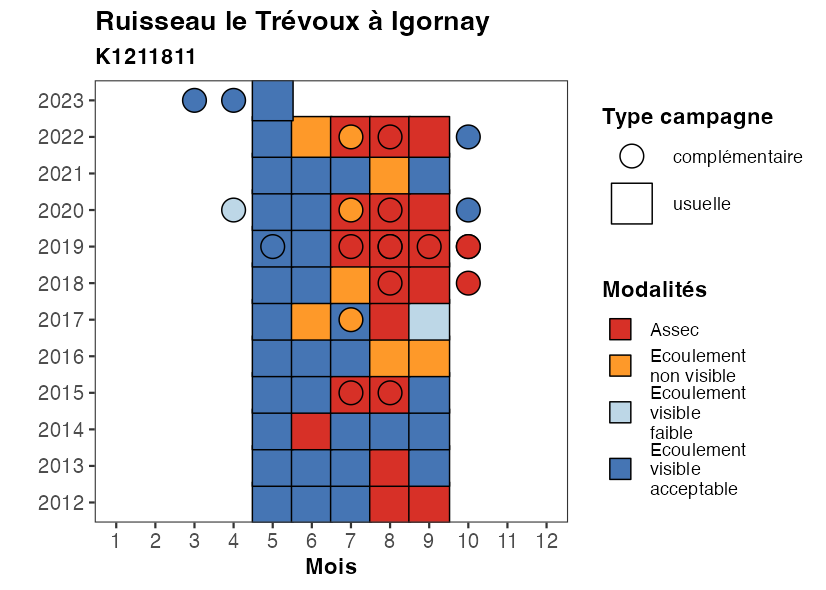 Ruisseau le Trévoux à Igornay
K1211811
2023
2022
2021
2020
2019
2018
2017
2016
2015
2014
2013
2012
1 2 3 4 5 6 7 8 9 10 11 12
Mois
Type campagne
complémentaire
usuelle
Modalités
Assec
Ecoulement
non visible
Ecoulement
visible
faible
Ecoulement
visible
acceptable